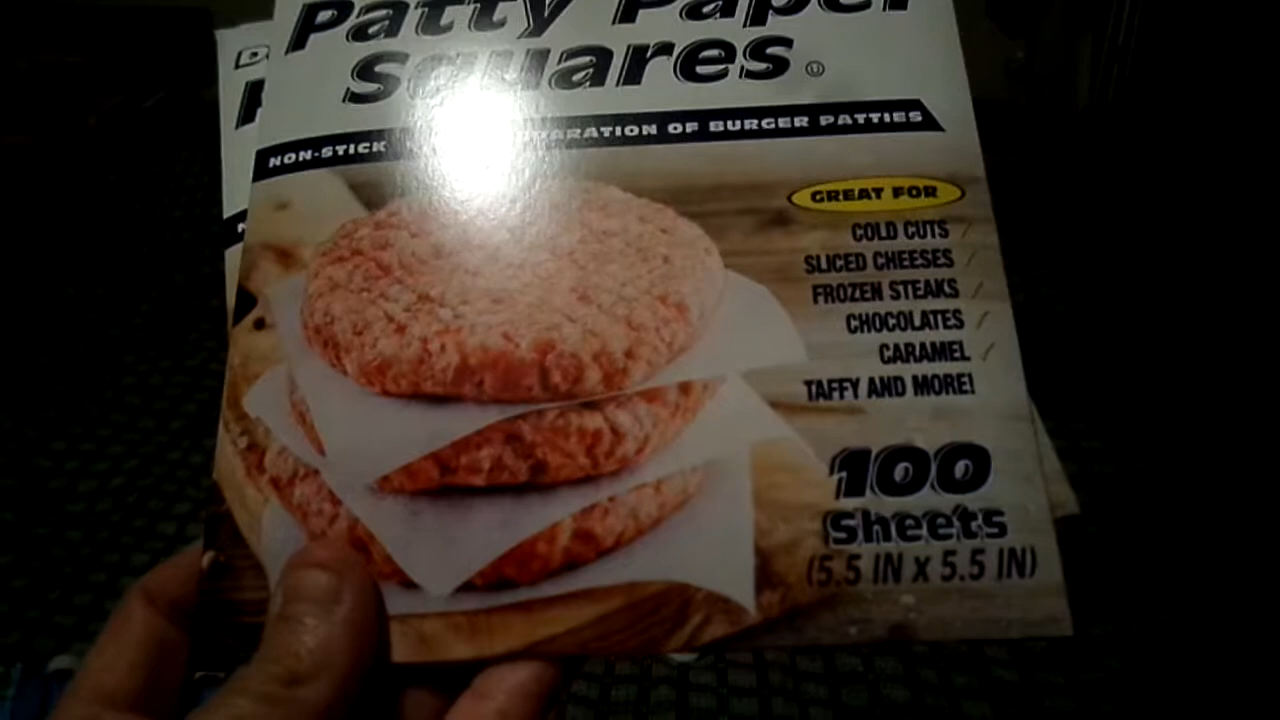 Patty Paper
Squares Ⓤ
NON-STICK OF BURGER PATTIES
GREAT FOR
COLD CUTS
SLICED CHEESES
FROZEN STEAKS
CHOCOLATES
CARAMEL
TAFFY AND MORE!
100
Sheets
(5.5 IN x 5.5 IN)